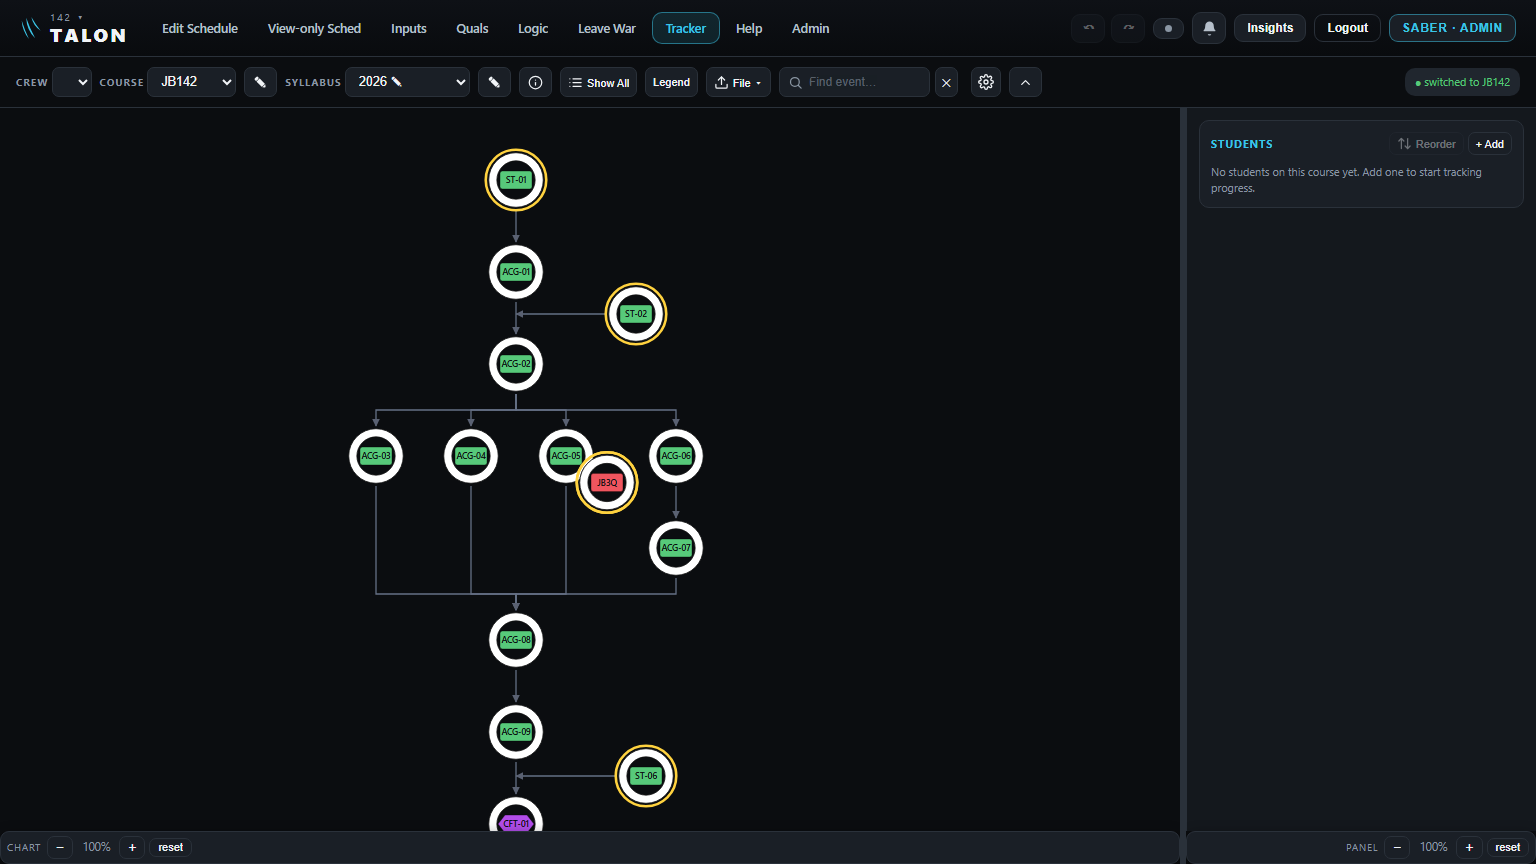 142 ▾
TALON
Edit Schedule
View-only Sched
Inputs
Quals
Logic
Leave War
Tracker
Help
Admin
Insights
Logout
SABER · ADMIN
CREW
COURSE
JB142
SYLLABUS
2026
Show All
Legend
File
Find event...
switched to JB142
STUDENTS
Reorder
+ Add
No students on this course yet. Add one to start tracking
progress.
ST-01
ACG-01
ST-02
ACG-02
ACG-03
ACG-04
ACG-05
ACG-06
JB3Q
ACG-07
ACG-08
ACG-09
ST-06
CFT-01
CHART
−
100%
+
reset
PANEL
−
100%
+
reset